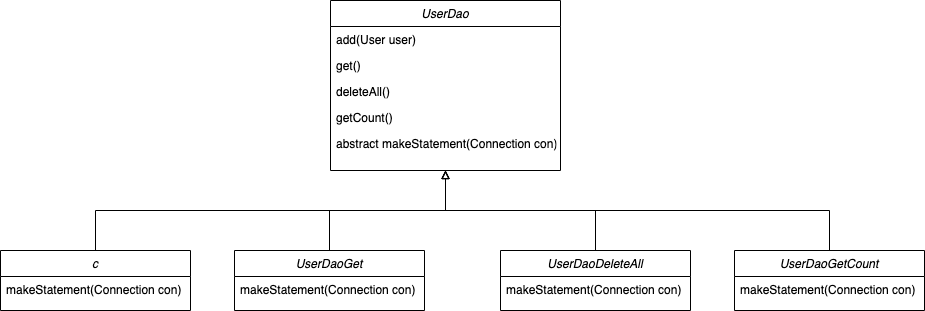 UserDao
add(User user)
get()
deleteAll()
getCount()
abstract makeStatement(Connection con)
c
makeStatement(Connection con)
UserDaoGet
makeStatement(Connection con)
UserDaoDeleteAll
makeStatement(Connection con)
UserDaoGetCount
makeStatement(Connection con)